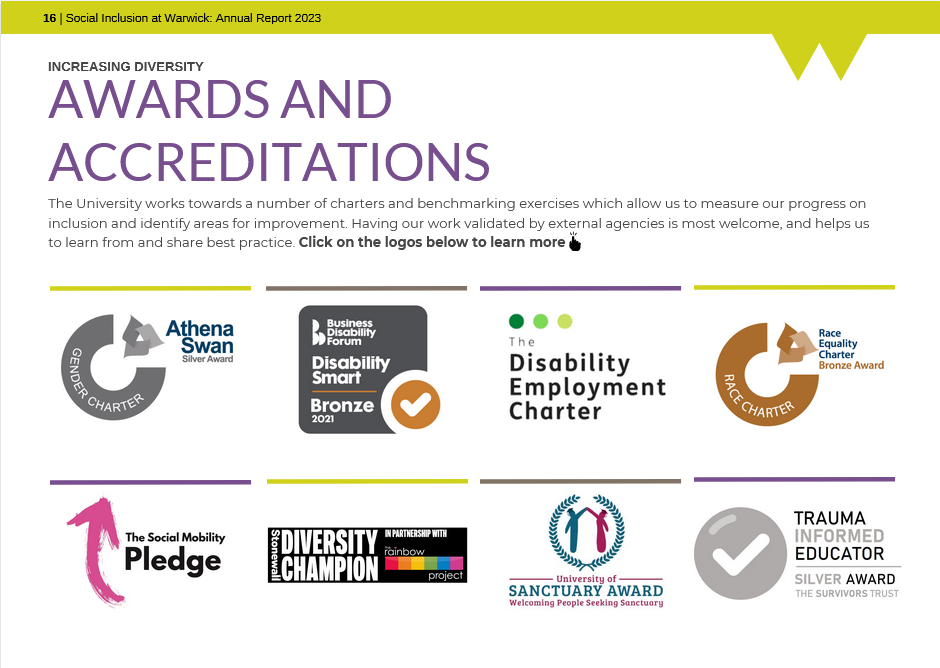 16 | Social Inclusion at Warwick: Annual Report 2023
INCREASING DIVERSITY
AWARDS AND
ACCREDITATIONS
The University works towards a number of charters and benchmarking exercises which allow us to measure our progress on
inclusion and identify areas for improvement. Having our work validated by external agencies is most welcome, and helps us
to learn from and share best practice. Click on the logos below to learn more
GENDER CHARTER
Athena
Swan
Silver Award
Business
Disability
Forum
Disability
Smart
Bronze
2021
The
Disability
Employment
Charter
RACE CHARTER
Race
Equality
Charter
Bronze Award
The Social Mobility
Pledge
Stonewall
DIVERSITY
CHAMPION
IN PARTNERSHIP WITH
the
rainbow
project
University of
SANCTUARY AWARD
Welcoming People Seeking Sanctuary
TRAUMA
INFORMED
EDUCATOR
SILVER AWARD
THE SURVIVORS TRUST